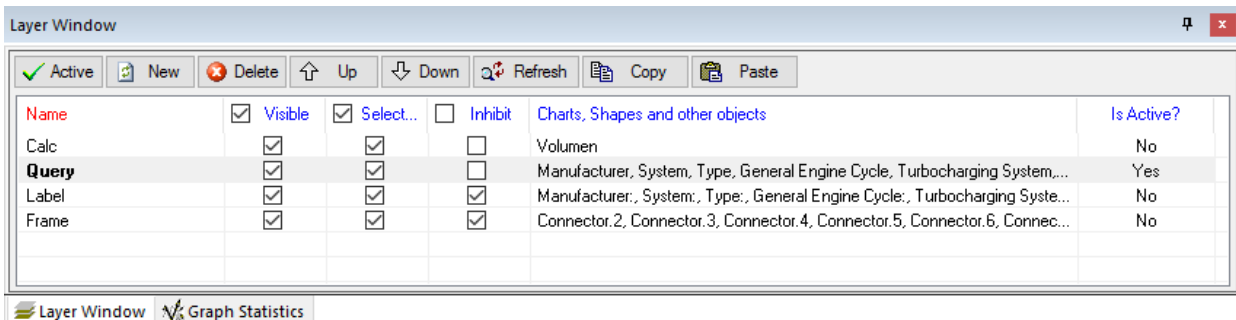 Layer Window
Active New Delete Up Down Refresh Copy Paste
Name Visible Select... Inhibit Charts, Shapes and other objects Is Active?
Calc Volumen No
Query Manufacturer, System, Type, General Engine Cycle, Turbocharging System,... Yes
Label Manufacturer:, System:, Type:, General Engine Cycle:, Turbocharging Syste... No
Frame Connector.2, Connector.3, Connector.4, Connector.5, Connector.6, Connec... No
Layer Window Graph Statistics